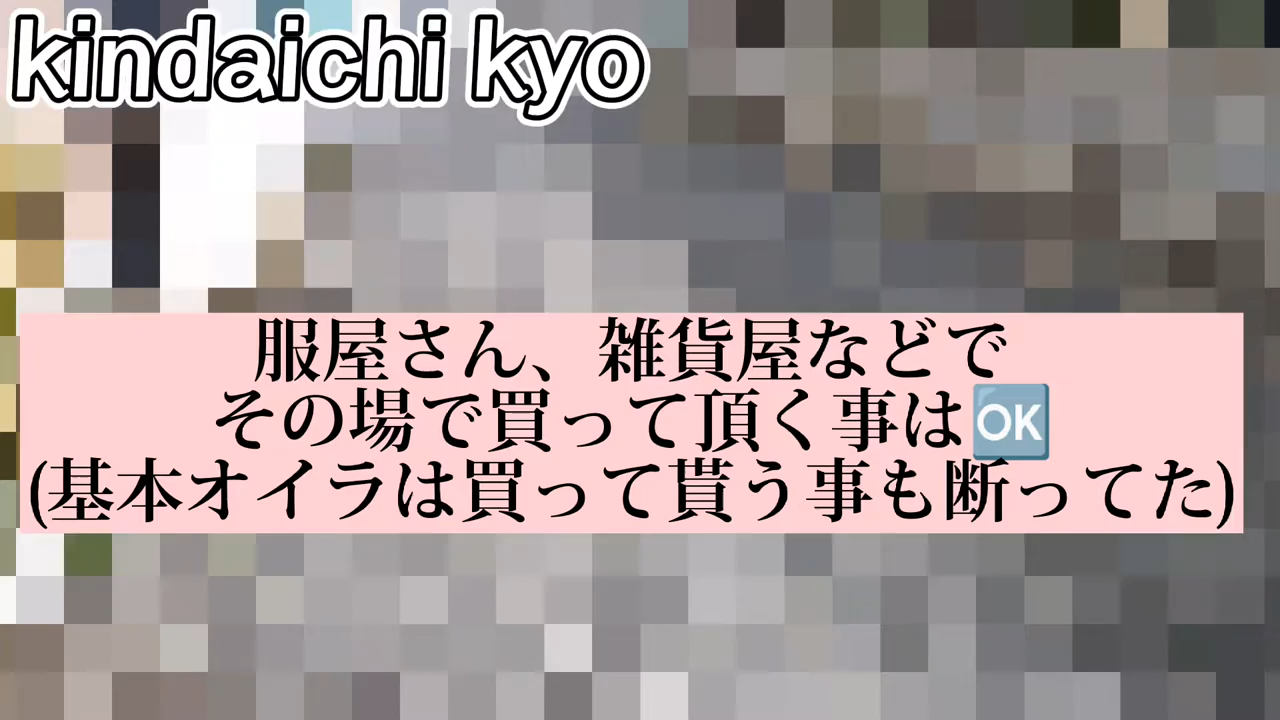 kindaichi kyo
服屋さん、雑貨屋などで
その場で買って頂く事は🆗
(基本オイラは買って貰う事も断ってた)